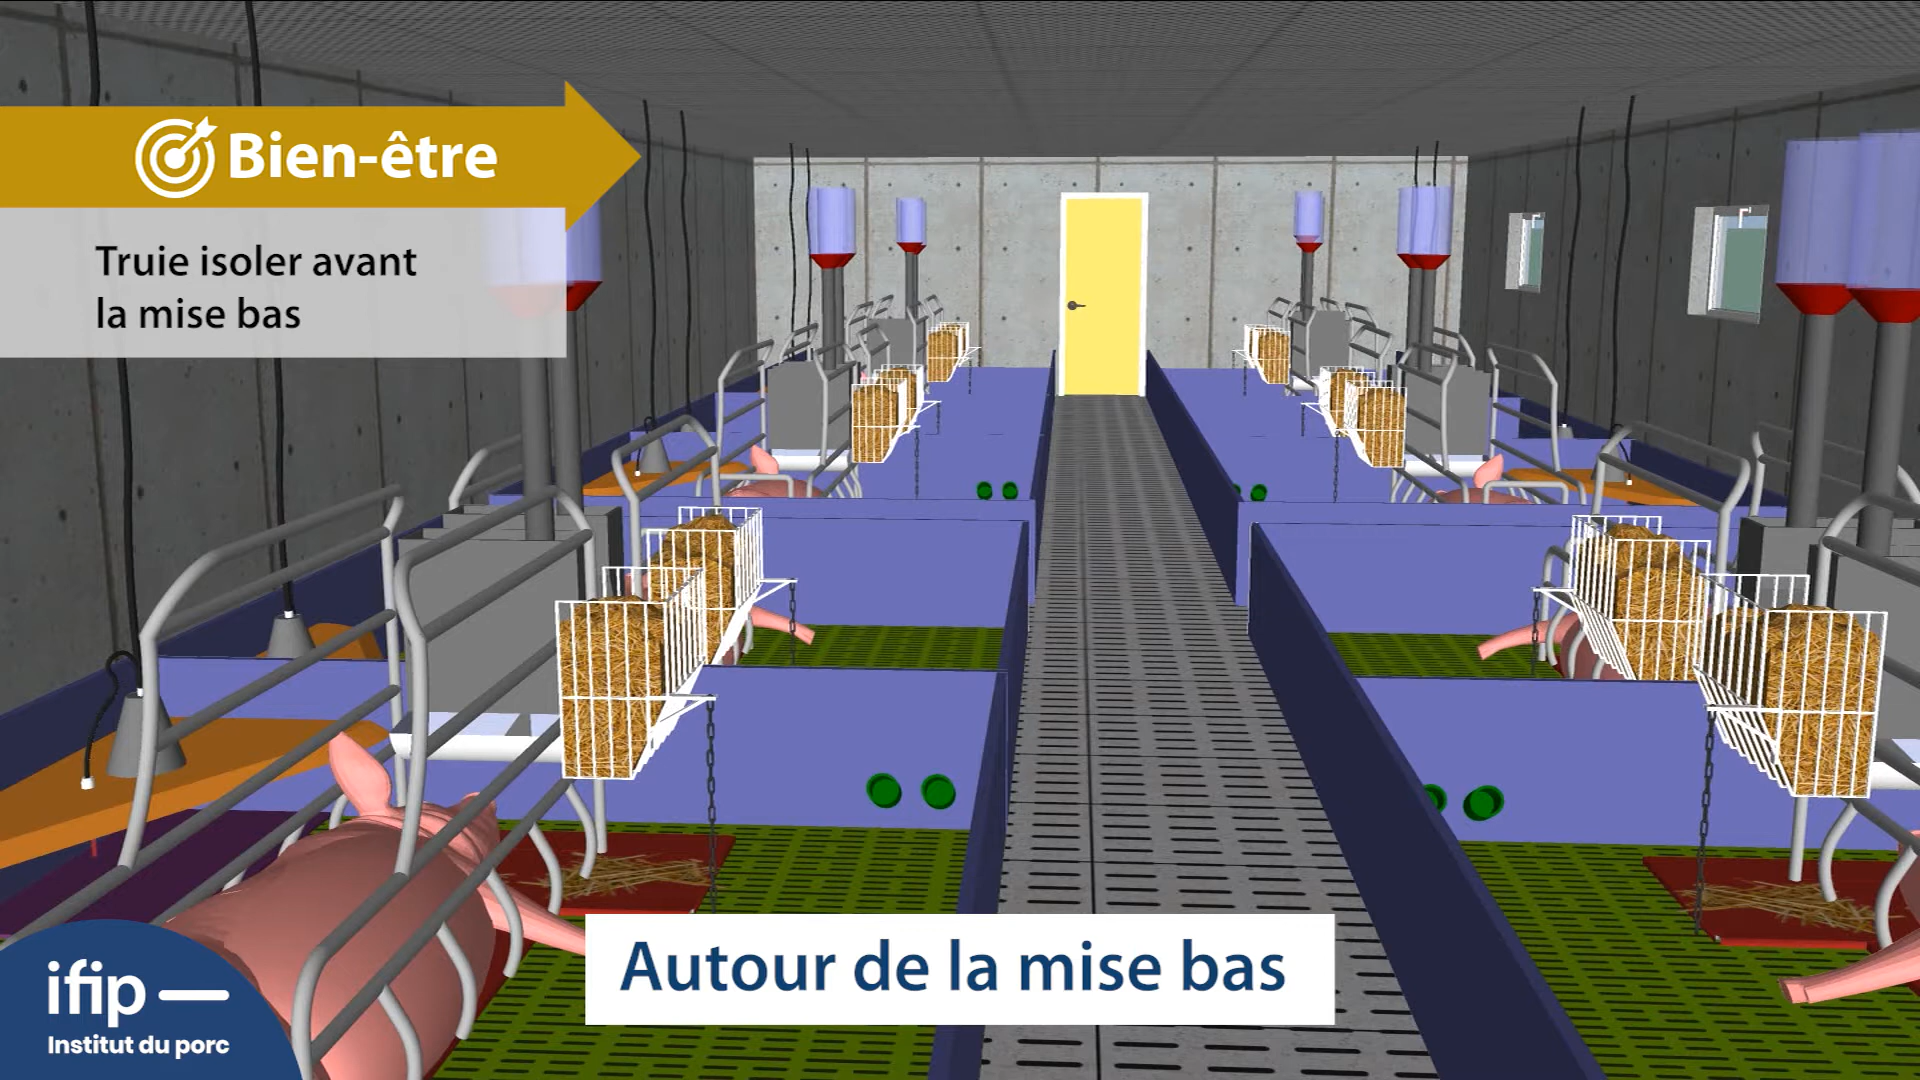 Bien-être
Truie isoler avant
la mise bas
Autour de la mise bas
ifip
Institut du porc